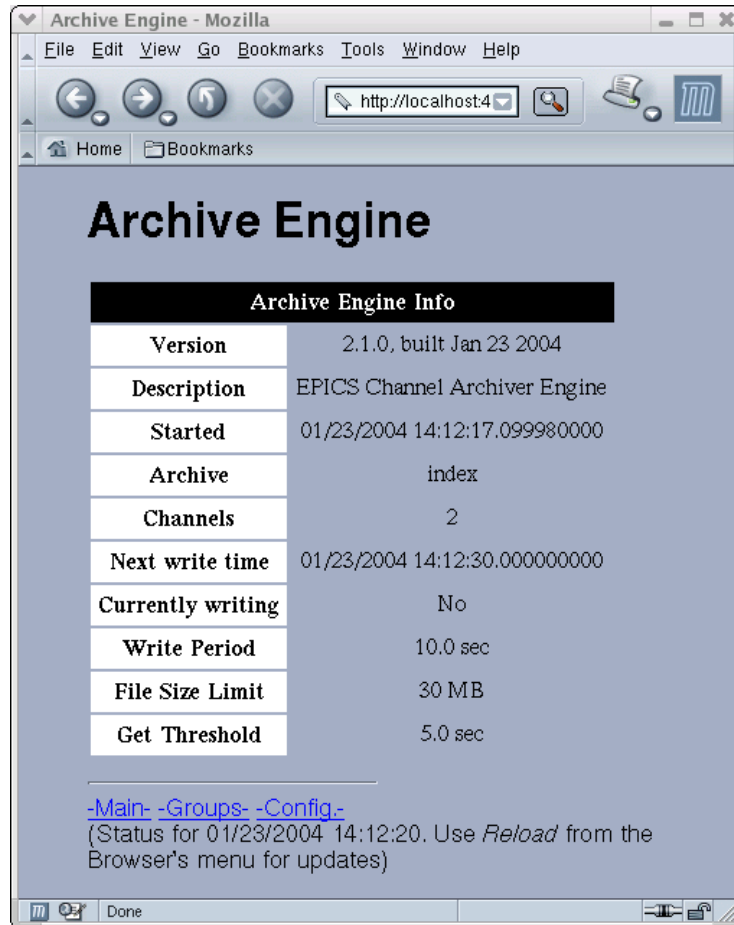 Archive Engine - Mozilla
File Edit View Go Bookmarks Tools Window Help
http://localhost:4
Home Bookmarks
Archive Engine
Archive Engine Info
Version 2.1.0, built Jan 23 2004
Description EPICS Channel Archiver Engine
Started 01/23/2004 14:12:17.099980000
Archive index
Channels 2
Next write time 01/23/2004 14:12:30.000000000
Currently writing No
Write Period 10.0 sec
File Size Limit 30 MB
Get Threshold 5.0 sec
-Main- -Groups- -Config.-
(Status for 01/23/2004 14:12:20. Use Reload from the
Browser's menu for updates)
Done